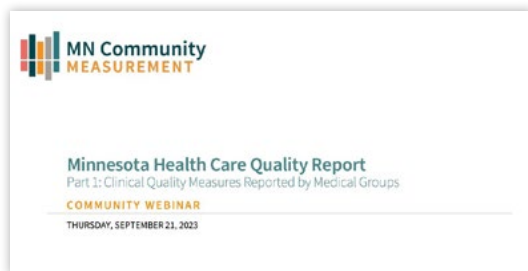 MN Community
MEASUREMENT
Minnesota Health Care Quality Report
Part 1: Clinical Quality Measures Reported by Medical Groups
COMMUNITY WEBINAR
THURSDAY, SEPTEMBER 21, 2023